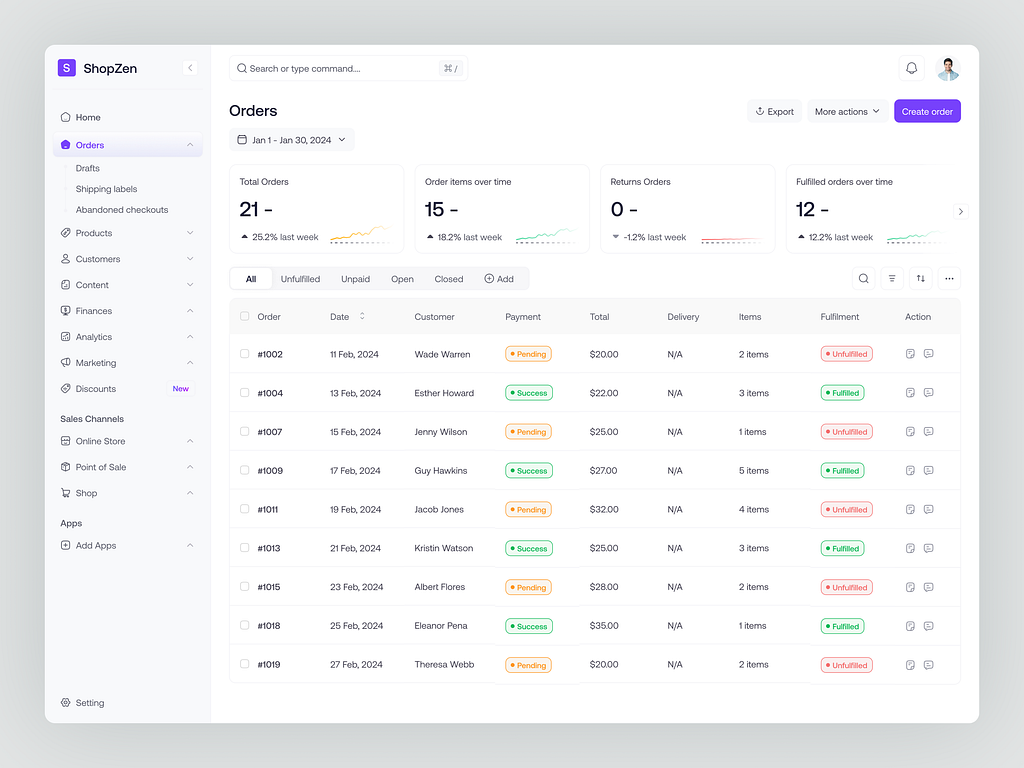 S ShopZen
Search or type command.... ⌘ /
Home
Orders
Drafts
Shipping labels
Abandoned checkouts
Products
Customers
Content
Finances
Analytics
Marketing
Discounts New
Sales Channels
Online Store
Point of Sale
Shop
Apps
Add Apps
Setting
Orders
Export More actions Create order
Jan 1 - Jan 30, 2024
Total Orders
21 -
25.2% last week
Order items over time
15 -
18.2% last week
Returns Orders
0 -
-1.2% last week
Fulfilled orders over time
12 -
12.2% last week
All Unfulfilled Unpaid Open Closed Add
Order Date Customer Payment Total Delivery Items Fulfilment Action
#1002 11 Feb, 2024 Wade Warren Pending $20.00 N/A 2 items Unfulfilled
#1004 13 Feb, 2024 Esther Howard Success $22.00 N/A 3 items Fulfilled
#1007 15 Feb, 2024 Jenny Wilson Pending $25.00 N/A 1 items Unfulfilled
#1009 17 Feb, 2024 Guy Hawkins Success $27.00 N/A 5 items Fulfilled
#1011 19 Feb, 2024 Jacob Jones Pending $32.00 N/A 4 items Unfulfilled
#1013 21 Feb, 2024 Kristin Watson Success $25.00 N/A 3 items Fulfilled
#1015 23 Feb, 2024 Albert Flores Pending $28.00 N/A 2 items Unfulfilled
#1018 25 Feb, 2024 Eleanor Pena Success $35.00 N/A 1 items Fulfilled
#1019 27 Feb, 2024 Theresa Webb Pending $20.00 N/A 2 items Unfulfilled